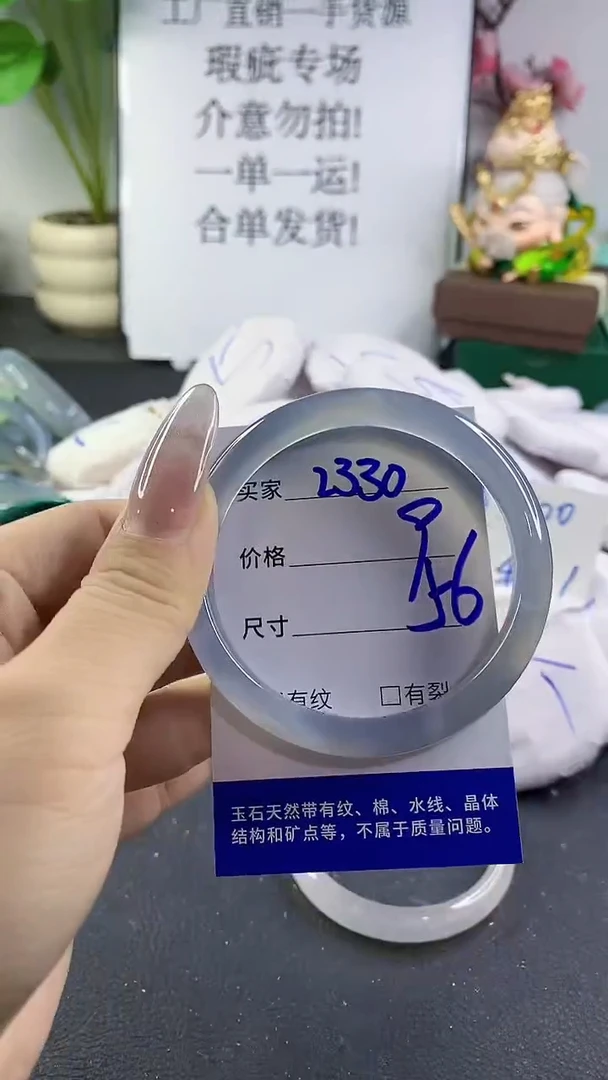 工厂直销一手货源
瑕疵专场
介意勿拍!
一单一运!
合单发货!
买家 2330
价格
尺寸 56
有纹 □有裂
玉石天然带有纹、棉、水线、晶体
结构和矿点等，不属于质量问题。